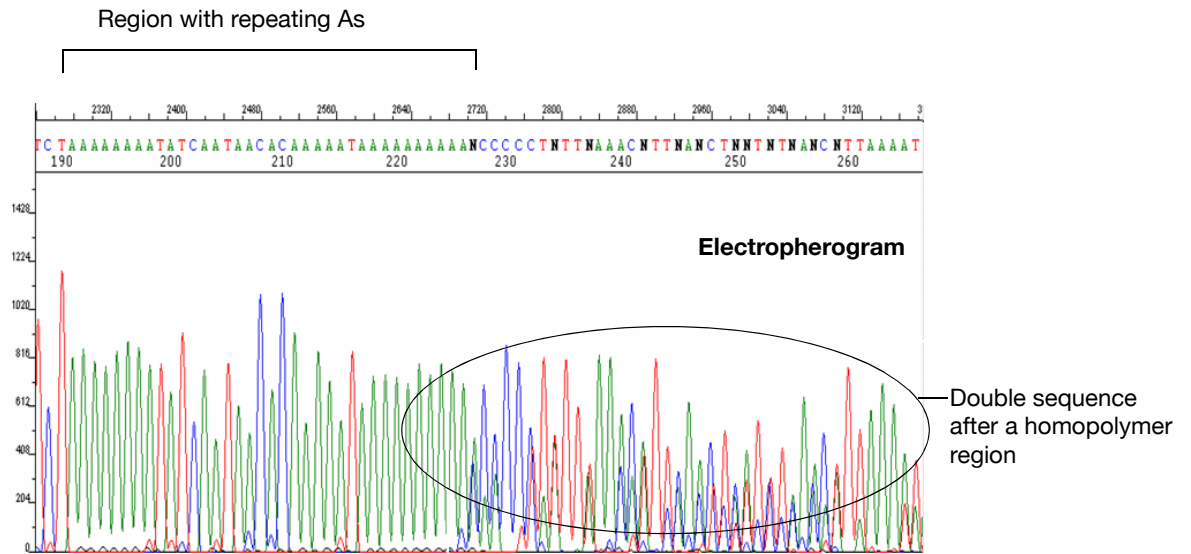 Region with repeating As
2320 2400 2480 2560 2640 2720 2800 2880 2960 3040 3120 3
TCTAAAAAAAATATCAATAACACAAAAATAAAAAAAAAANCCCCCTNTTNAAACNTTNANCTNNTNTNANCNTTAAAAT
190 200 210 220 230 240 250 260
1428
1224
Electropherogram
1020
816
612
408
204
0
Double sequence
after a homopolymer
region